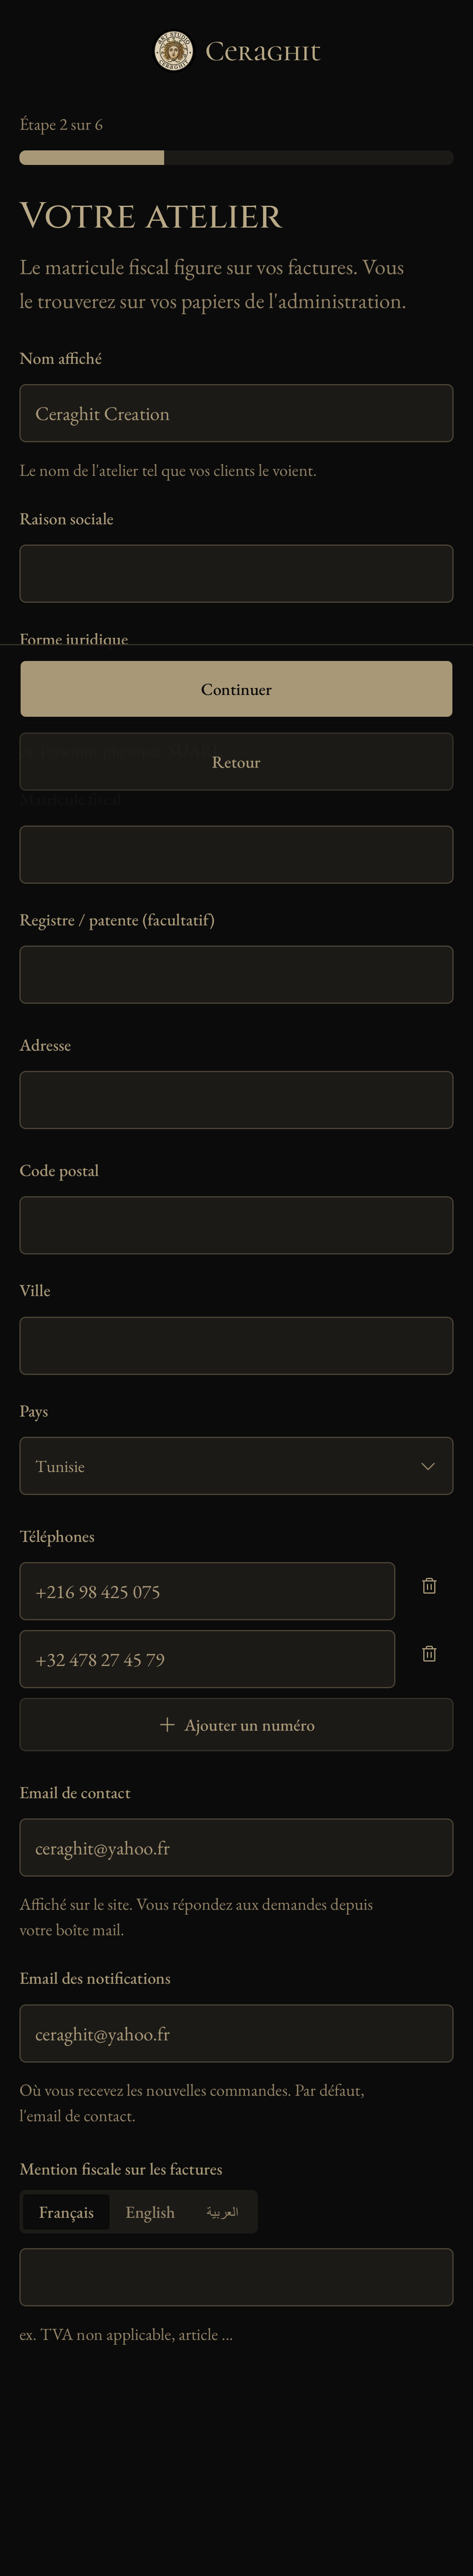 ART STUDIO
CERAGHIT
Ceraghit
Étape 2 sur 6
Votre atelier
Le matricule fiscal figure sur vos factures. Vous
le trouverez sur vos papiers de l'administration.
Nom affiché
Ceraghit Creation
Le nom de l'atelier tel que vos clients le voient.
Raison sociale
Forme juridique
Continuer
Retour
Matricule fiscal
Registre / patente (facultatif)
Adresse
Code postal
Ville
Pays
Tunisie
Téléphones
+216 98 425 075
+32 478 27 45 79
Ajouter un numéro
Email de contact
ceraghit@yahoo.fr
Affiché sur le site. Vous répondez aux demandes depuis
votre boîte mail.
Email des notifications
ceraghit@yahoo.fr
Où vous recevez les nouvelles commandes. Par défaut,
l'email de contact.
Mention fiscale sur les factures
Français English العربية
ex. TVA non applicable, article ...